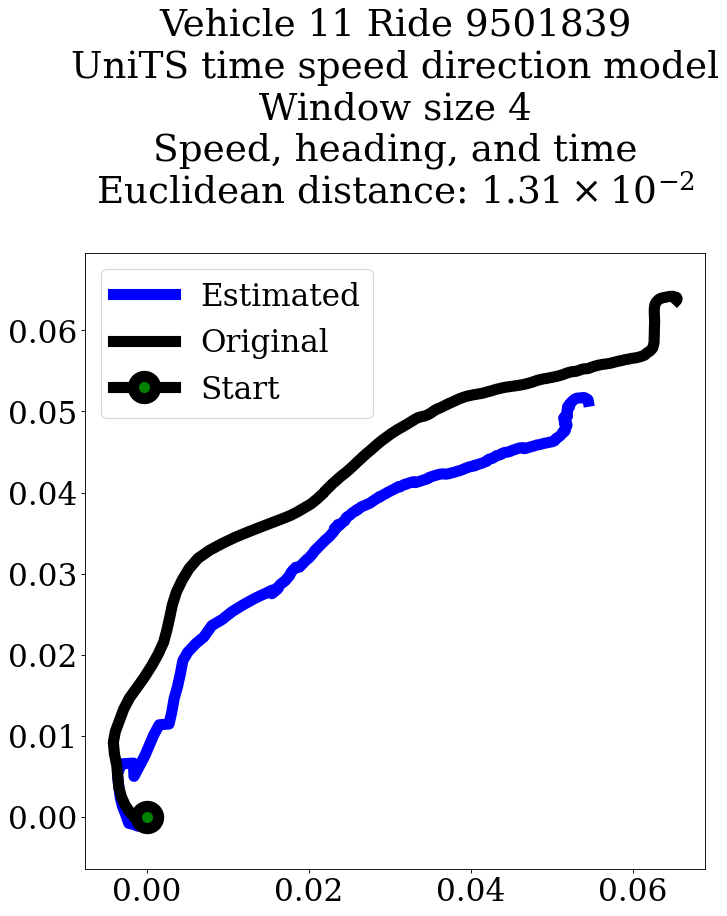 Vehicle 11 Ride 9501839
UniTS time speed direction model
Window size 4
Speed, heading, and time
Euclidean distance: 1.31 × 10⁻²
Estimated
Original
Start
0.06
0.05
0.04
0.03
0.02
0.01
0.00
0.00 0.02 0.04 0.06